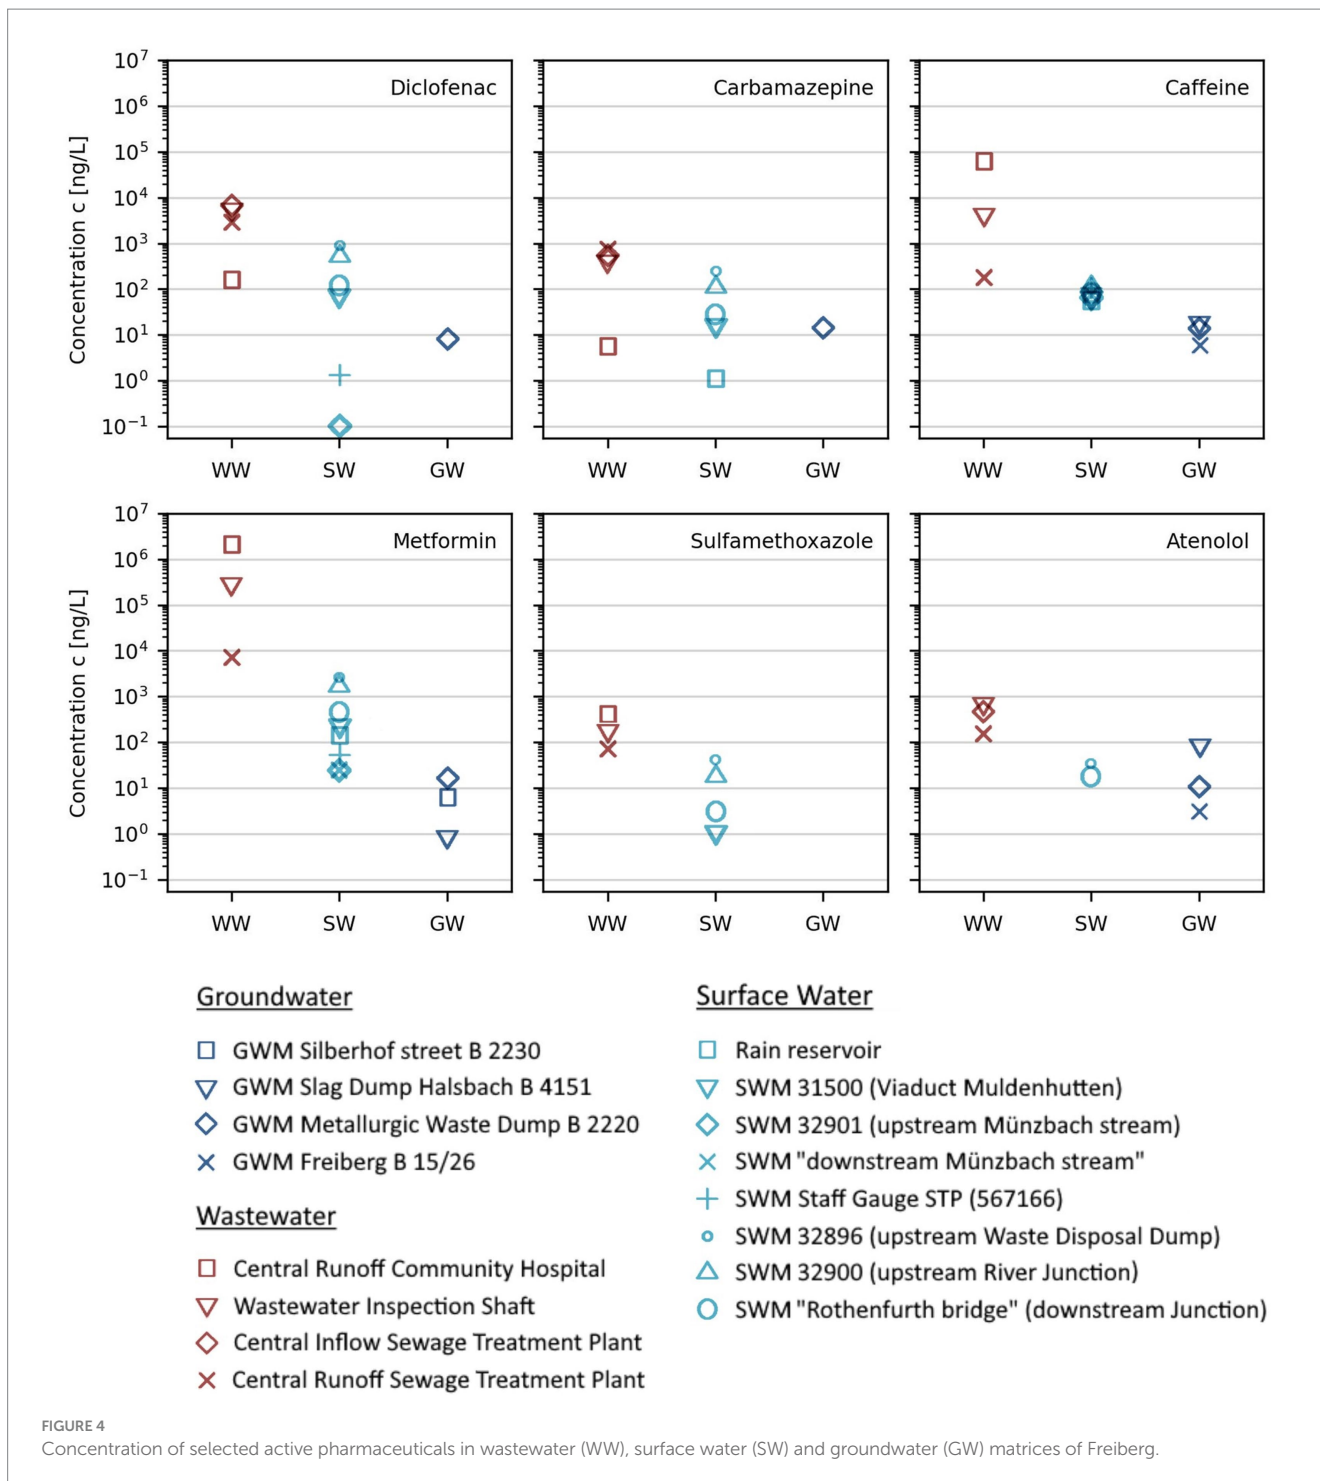 10⁷
10⁶
10⁵
10⁴
10³
10²
10¹
10⁰
10⁻¹
Concentration c [ng/L]
Diclofenac
WW SW GW
Carbamazepine
WW SW GW
Caffeine
WW SW GW
10⁷
10⁶
10⁵
10⁴
10³
10²
10¹
10⁰
10⁻¹
Concentration c [ng/L]
Metformin
WW SW GW
Sulfamethoxazole
WW SW GW
Atenolol
WW SW GW
Groundwater
GWM Silberhof street B 2230
GWM Slag Dump Halsbach B 4151
GWM Metallurgic Waste Dump B 2220
GWM Freiberg B 15/26
Wastewater
Central Runoff Community Hospital
Wastewater Inspection Shaft
Central Inflow Sewage Treatment Plant
Central Runoff Sewage Treatment Plant
Surface Water
Rain reservoir
SWM 31500 (Viaduct Muldenhutten)
SWM 32901 (upstream Münzbach stream)
SWM "downstream Münzbach stream"
SWM Staff Gauge STP (567166)
SWM 32896 (upstream Waste Disposal Dump)
SWM 32900 (upstream River Junction)
SWM "Rothenfurth bridge" (downstream Junction)
FIGURE 4
Concentration of selected active pharmaceuticals in wastewater (WW), surface water (SW) and groundwater (GW) matrices of Freiberg.